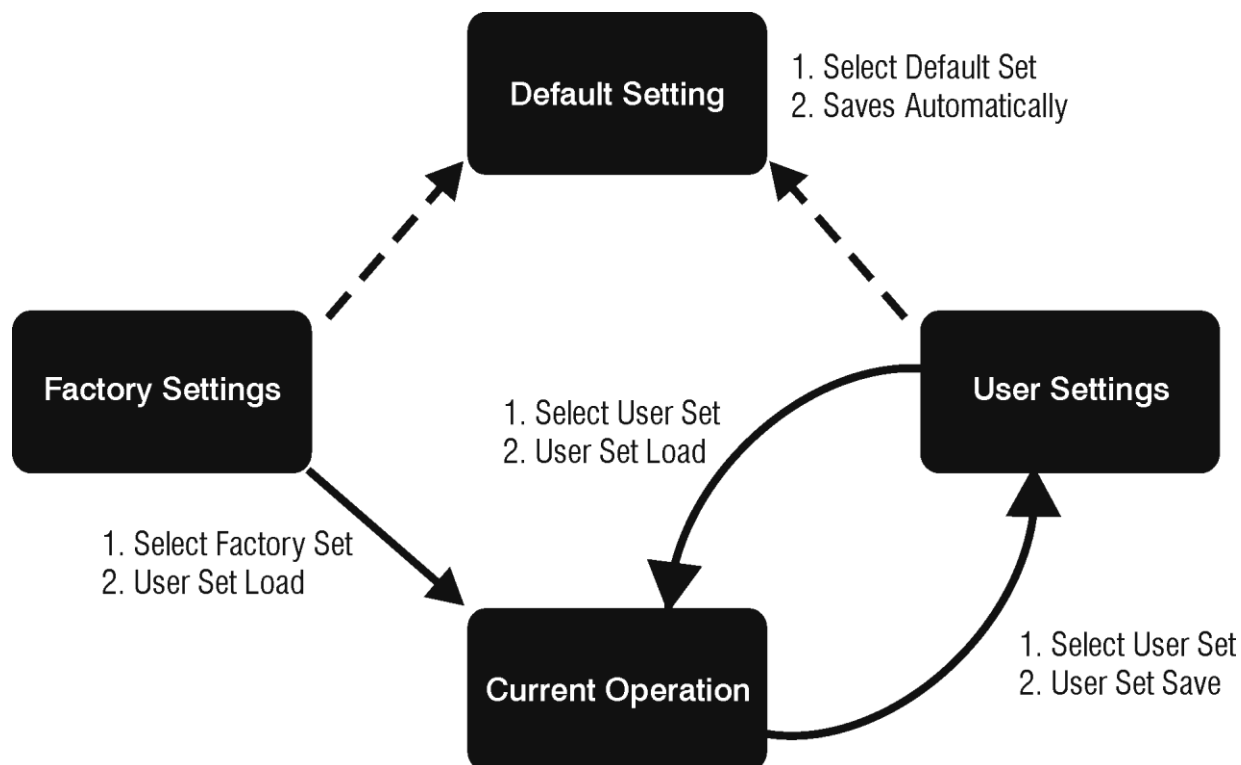 Default Setting
1. Select Default Set
2. Saves Automatically
Factory Settings
User Settings
1. Select User Set
2. User Set Load
1. Select Factory Set
2. User Set Load
Current Operation
1. Select User Set
2. User Set Save